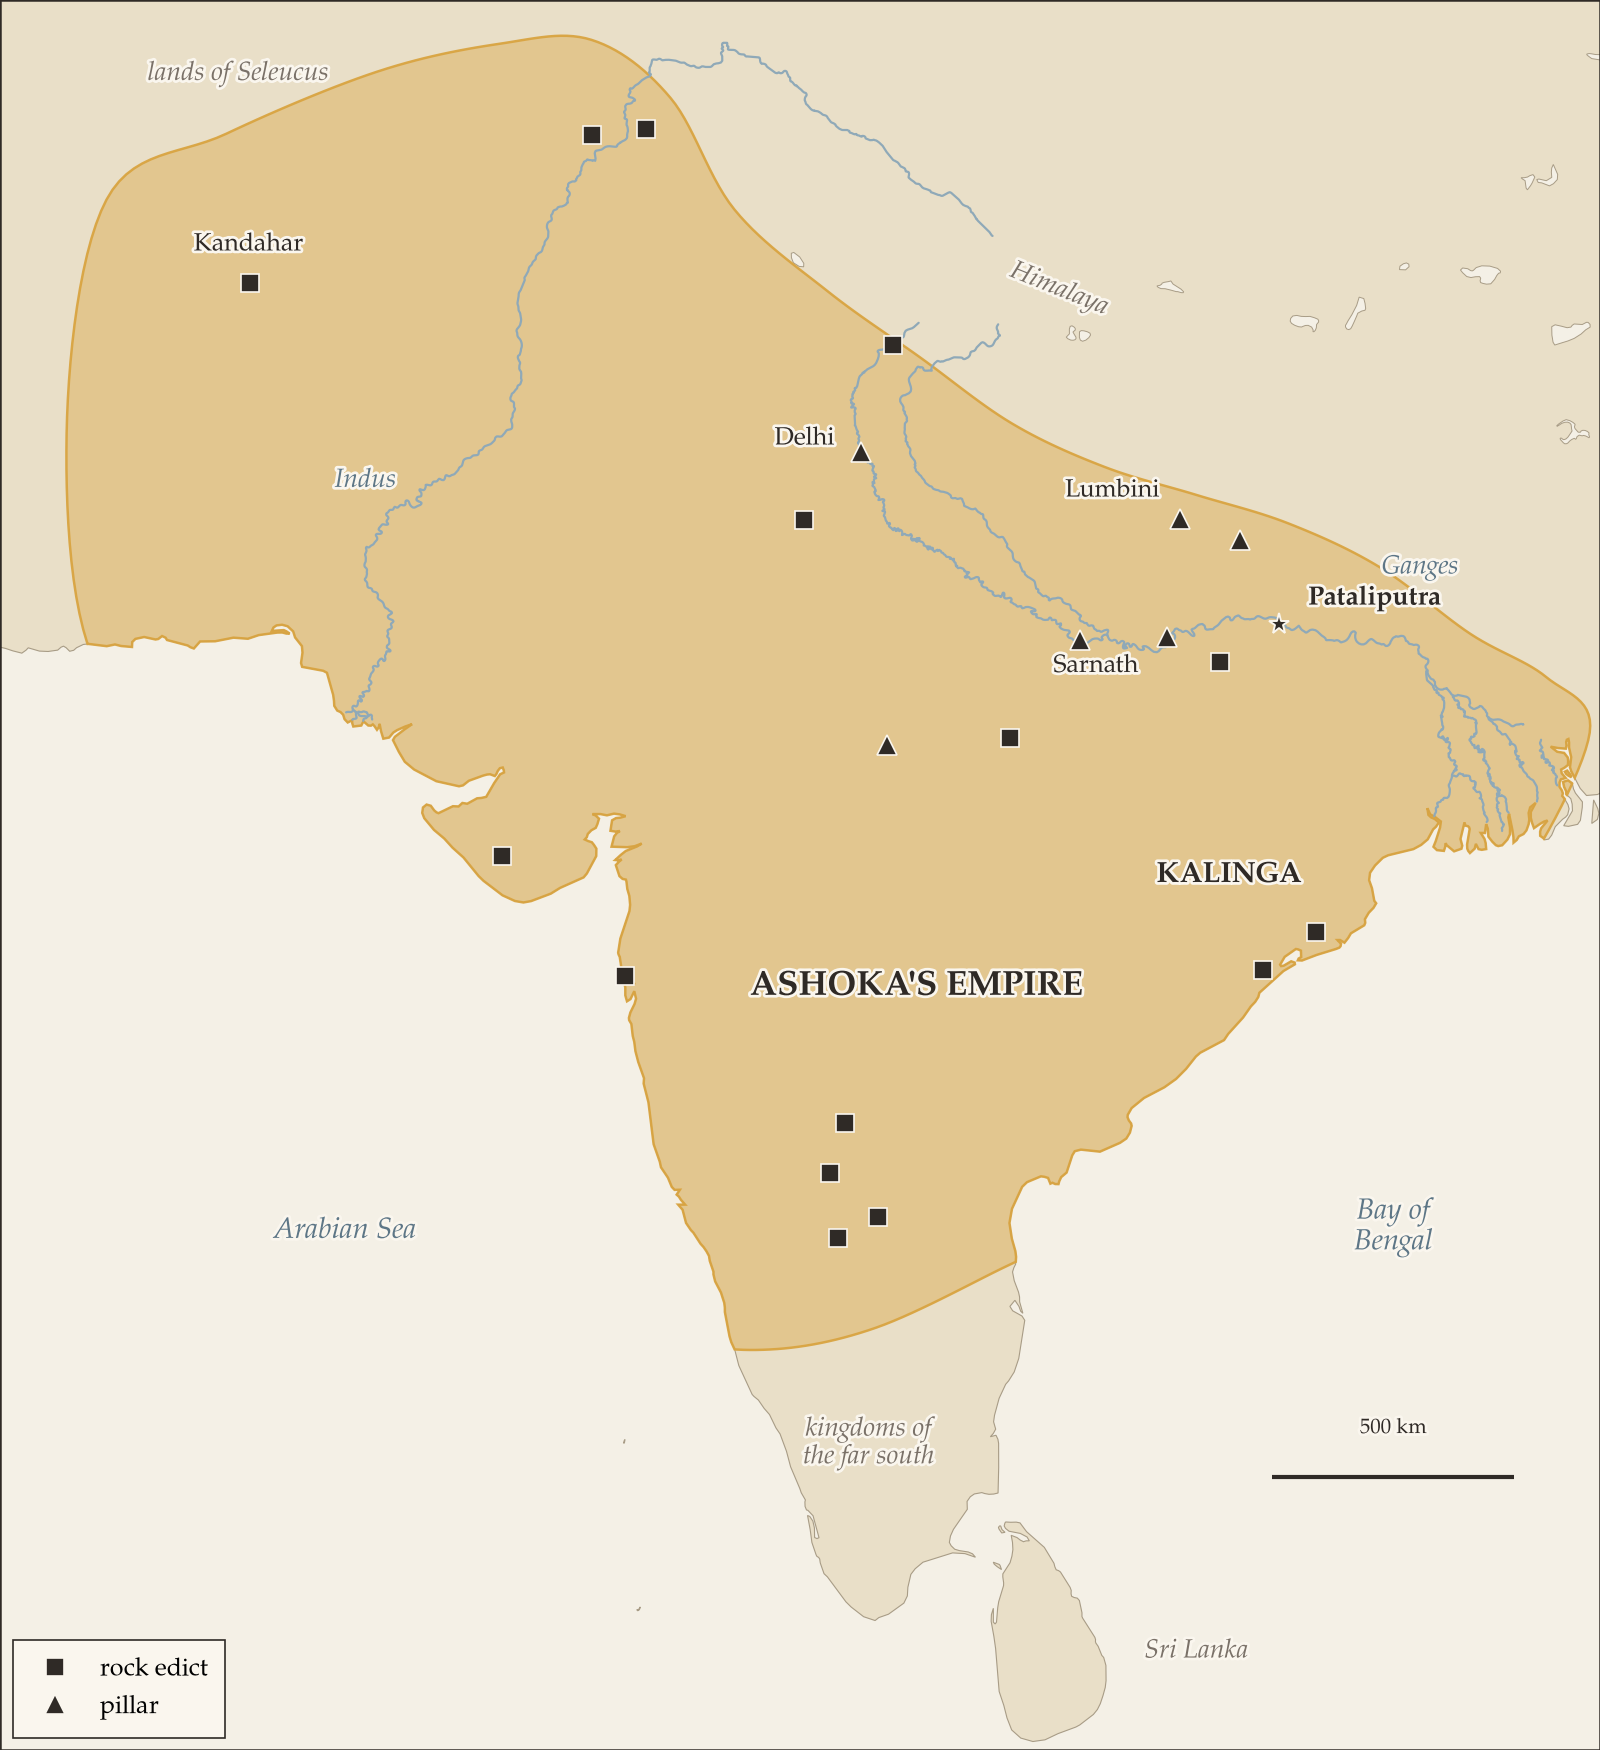 lands of Seleucus
Kandahar
Himalaya
Delhi
Indus
Lumbini
Ganges
Pataliputra
Sarnath
KALINGA
ASHOKA'S EMPIRE
Arabian Sea
Bay of
Bengal
kingdoms of
the far south
500 km
Sri Lanka
rock edict
pillar